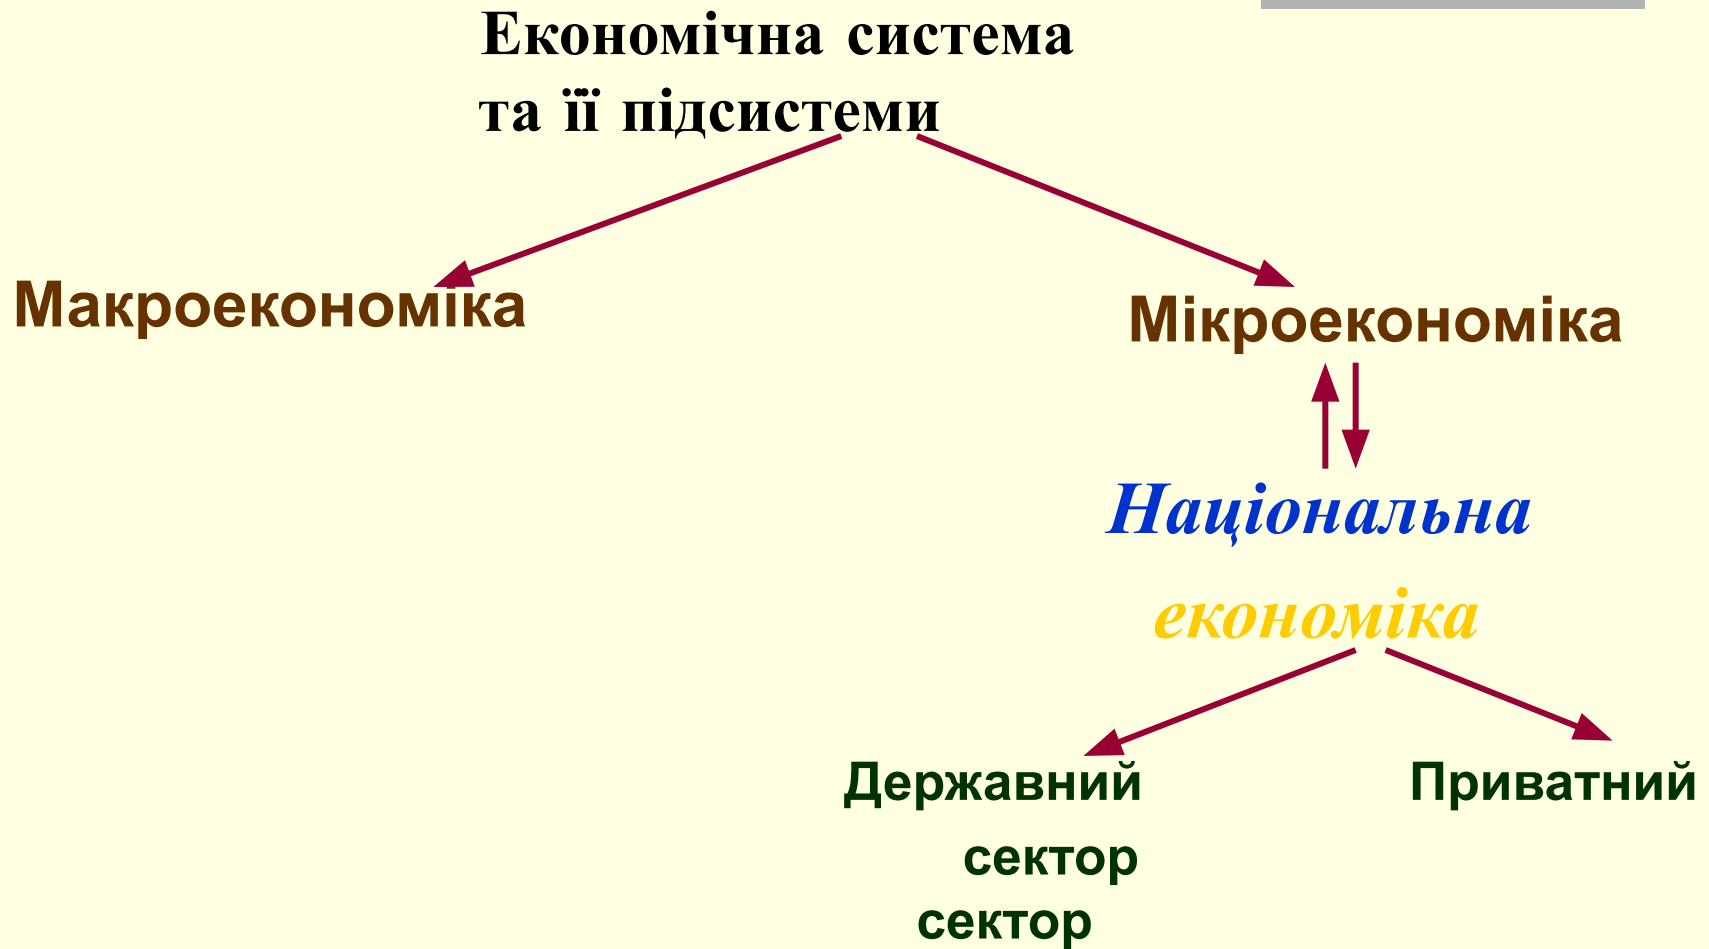 Економічна система
та її підсистеми
Макроекономіка
Мікроекономіка
Національна
економіка
Державний Приватний
сектор
сектор